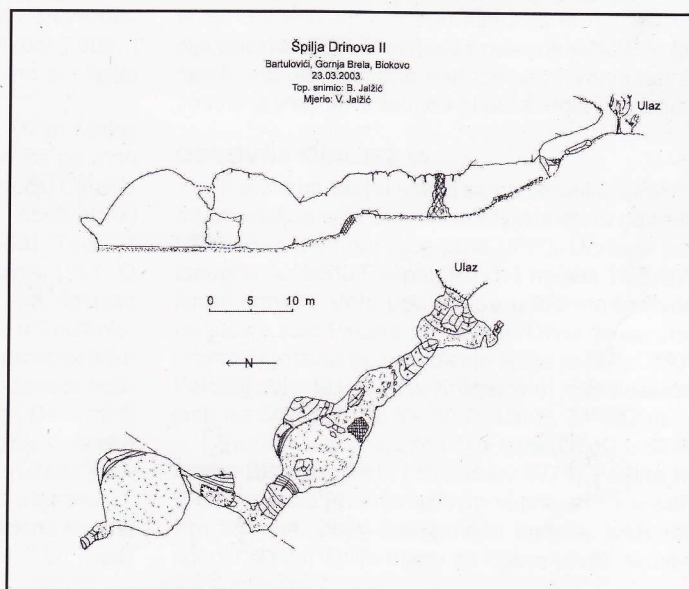 Špilja Drinova II
Bartulovići, Gornja Brela, Biokovo
23.03.2003.
Top. snimio: B. Jalžić
Mjerio: V. Jalžić
Ulaz
Ulaz
0 5 10 m
N